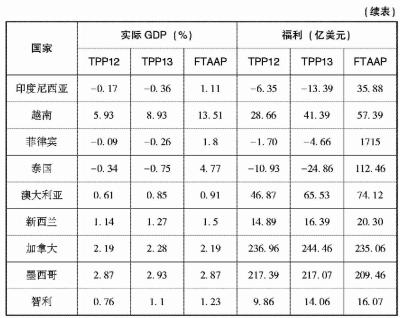 (续表)
国家 实际 GDP (%) 福利 (亿美元)
TPP12 TPP13 FTAAP TPP12 TPP13 FTAAP
印度尼西亚 -0.17 -0.36 1.11 -6.35 -13.39 35.88
越南 5.93 8.93 13.51 28.66 41.39 57.39
菲律宾 -0.09 -0.26 1.8 -1.70 -4.66 1715
泰国 -0.34 -0.75 4.77 -10.93 -24.86 112.46
澳大利亚 0.61 0.85 0.91 46.87 65.53 74.12
新西兰 1.14 1.27 1.5 14.89 16.39 20.30
加拿大 2.19 2.28 2.19 236.96 244.46 235.06
墨西哥 2.87 2.93 2.87 217.39 217.07 209.46
智利 0.76 1.1 1.23 9.86 14.06 16.07